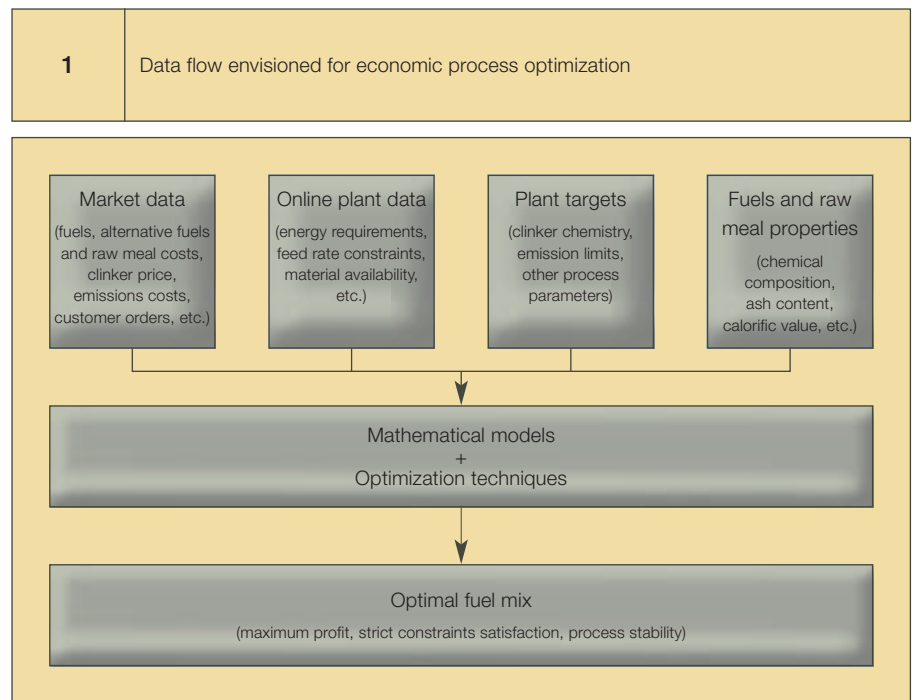 1
Data flow envisioned for economic process optimization
Market data
(fuels, alternative fuels
and raw meal costs,
clinker price,
emissions costs,
customer orders, etc.)
Online plant data
(energy requirements,
feed rate constraints,
material availability,
etc.)
Plant targets
(clinker chemistry,
emission limits,
other process
parameters)
Fuels and raw
meal properties
(chemical
composition,
ash content,
calorific value, etc.)
Mathematical models
+
Optimization techniques
Optimal fuel mix
(maximum profit, strict constraints satisfaction, process stability)